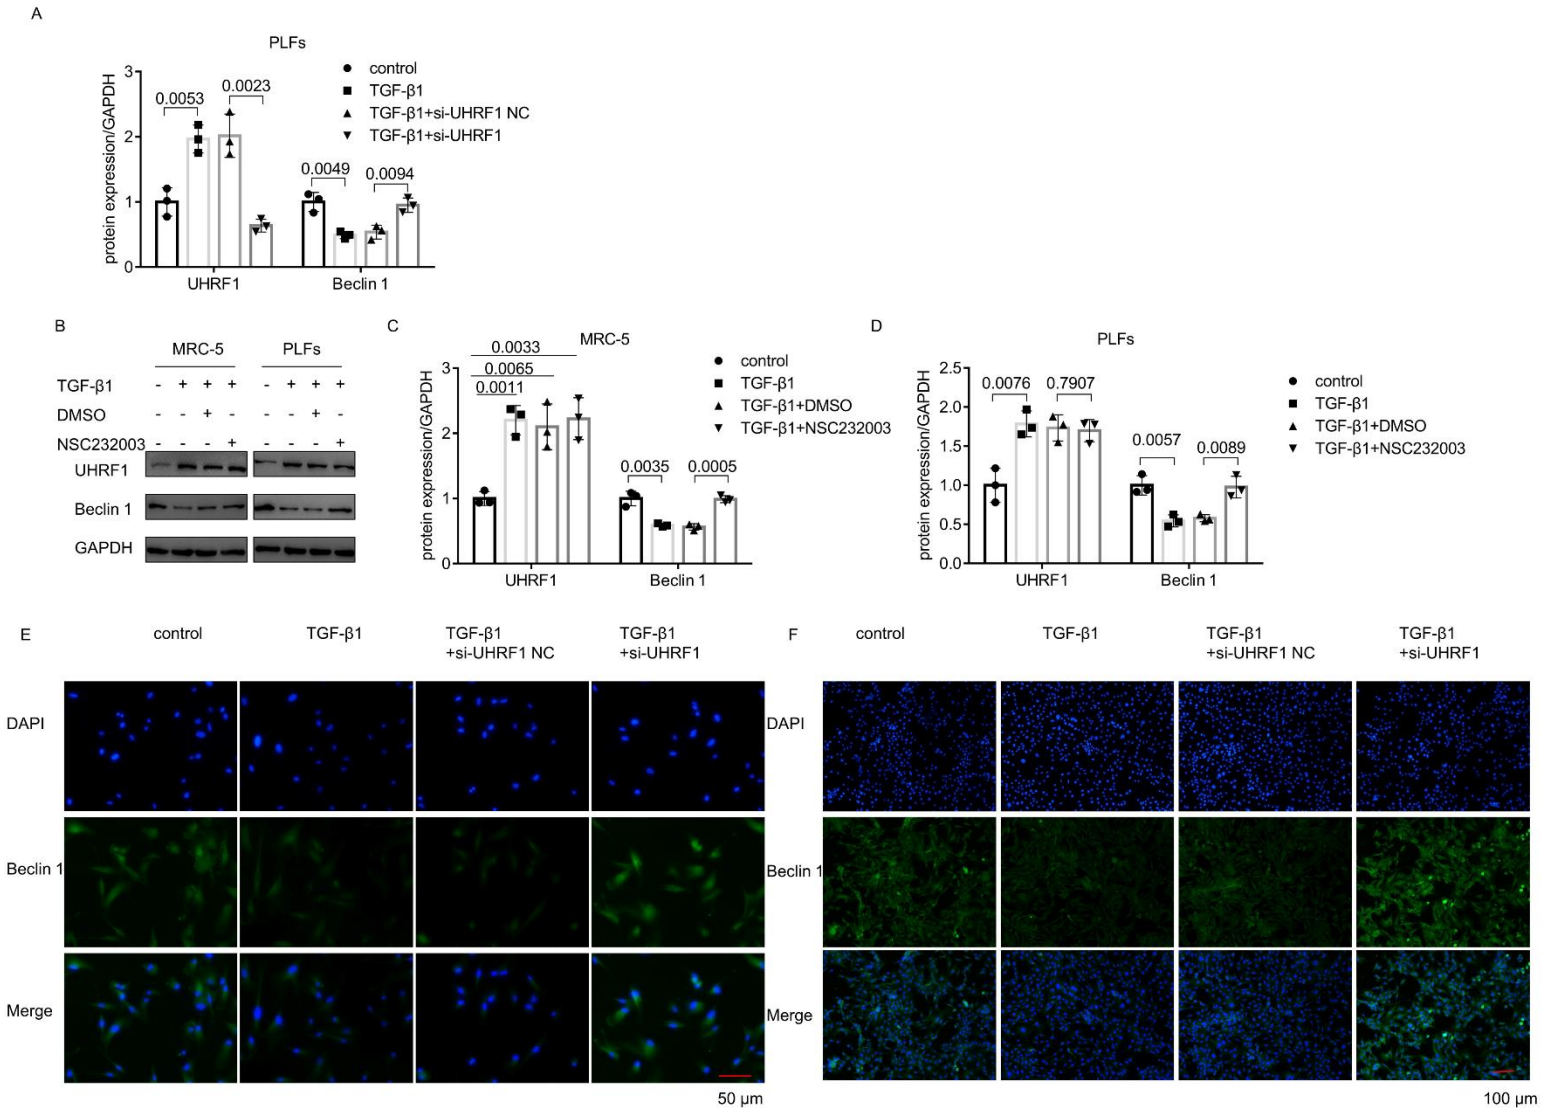 A
PLFs
protein expression/GAPDH
3
2
1
0
0.0053
0.0023
0.0049
0.0094
UHRF1
Beclin 1
control
TGF-β1
TGF-β1+si-UHRF1 NC
TGF-β1+si-UHRF1
B
MRC-5 PLFs
TGF-β1 - + + + - + + +
DMSO + +
NSC232003 + +
UHRF1
Beclin 1
GAPDH
C
MRC-5
protein expression/GAPDH
3
2
1
0
0.0033
0.0065
0.0011
0.0035
0.0005
UHRF1
Beclin 1
control
TGF-β1
TGF-β1+DMSO
TGF-β1+NSC232003
D
PLFs
protein expression/GAPDH
2.5
2.0
1.5
1.0
0.5
0.0
0.0076
0.7907
0.0057
0.0089
UHRF1
Beclin 1
control
TGF-β1
TGF-β1+DMSO
TGF-β1+NSC232003
E
control
TGF-β1
TGF-β1
+si-UHRF1 NC
TGF-β1
+si-UHRF1
DAPI
Beclin 1
Merge
50 μm
F
control
TGF-β1
TGF-β1
+si-UHRF1 NC
TGF-β1
+si-UHRF1
DAPI
Beclin 1
Merge
100 μm